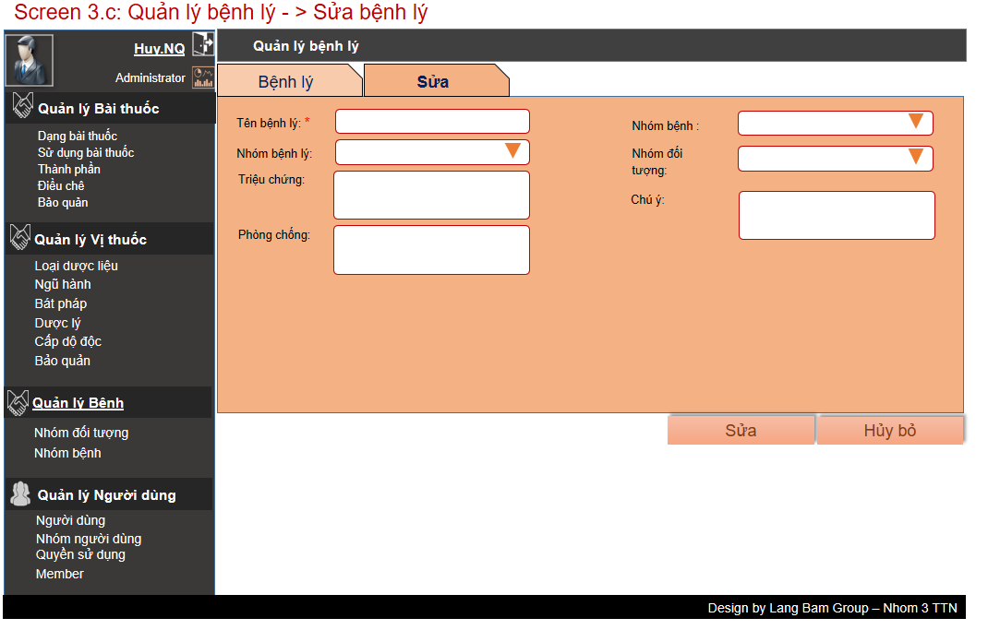 Screen 3.c: Quản lý bệnh lý - > Sửa bệnh lý
Huy.NQ
Administrator
Quản lý Bài thuốc
Dạng bài thuốc
Sử dụng bài thuốc
Thành phần
Điều chê
Bảo quản
Quản lý Vị thuốc
Loại dược liệu
Ngũ hành
Bát pháp
Dược lý
Cấp dộ độc
Bảo quản
Quản lý Bênh
Nhóm đối tượng
Nhóm bệnh
Quản lý Người dùng
Người dùng
Nhóm người dùng
Quyền sử dụng
Member
Quản lý bệnh lý
Bệnh lý
Sửa
Tên bệnh lý: *
Nhóm bệnh lý:
Triệu chứng:
Phòng chống:
Nhóm bệnh :
Nhóm đối
tượng:
Chú ý:
Sửa
Hủy bỏ
Design by Lang Bam Group – Nhom 3 TTN